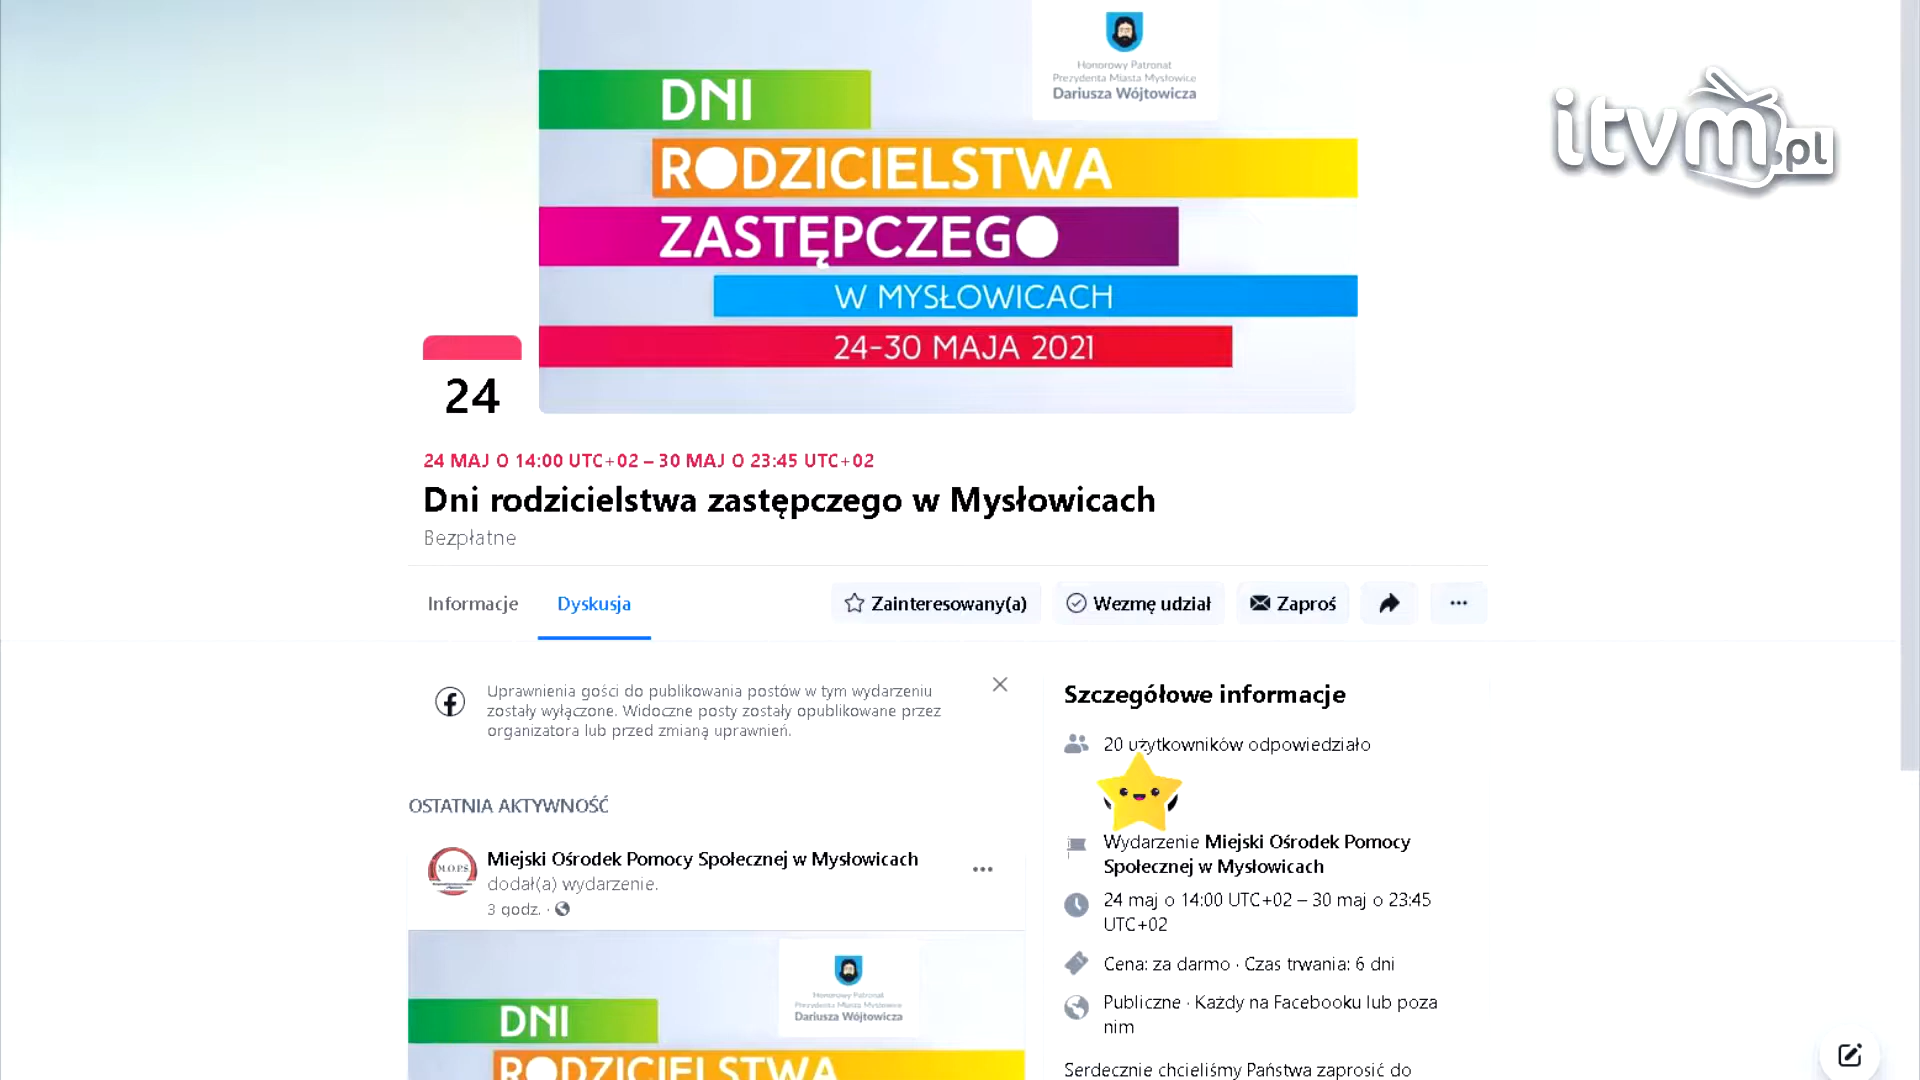 Honorowy Patronat
Prezydenta Miasta Mysłowice
Dariusza Wójtowicza
itvm.pl
DNI
RODZICIELSTWA
ZASTĘPCZEGO
W MYSŁOWICACH
24-30 MAJA 2021
24
24 MAJ O 14:00 UTC+02 – 30 MAJ O 23:45 UTC+02
Dni rodzicielstwa zastępczego w Mysłowicach
Bezpłatne
Informacje
Dyskusja
Zainteresowany(a)
Wezmę udział
Zaproś
Uprawnienia gości do publikowania postów w tym wydarzeniu
zostały wyłączone. Widoczne posty zostały opublikowane przez
organizatora lub przed zmianą uprawnień.
OSTATNIA AKTYWNOŚĆ
M.O.P.S
Miejski Ośrodek Pomocy Społecznej w Mysłowicach
dodał(a) wydarzenie.
3 godz. ·
Honorowy Patronat
Prezydenta Miasta Mysłowice
Dariusza Wójtowicza
DNI
RODZICIELSTWA
Szczegółowe informacje
20 użytkowników odpowiedziało
Wydarzenie Miejski Ośrodek Pomocy
Społecznej w Mysłowicach
24 maj o 14:00 UTC+02 – 30 maj o 23:45
UTC+02
Cena: za darmo · Czas trwania: 6 dni
Publiczne · Każdy na Facebooku lub poza
nim
Serdecznie chcieliśmy Państwa zaprosić do